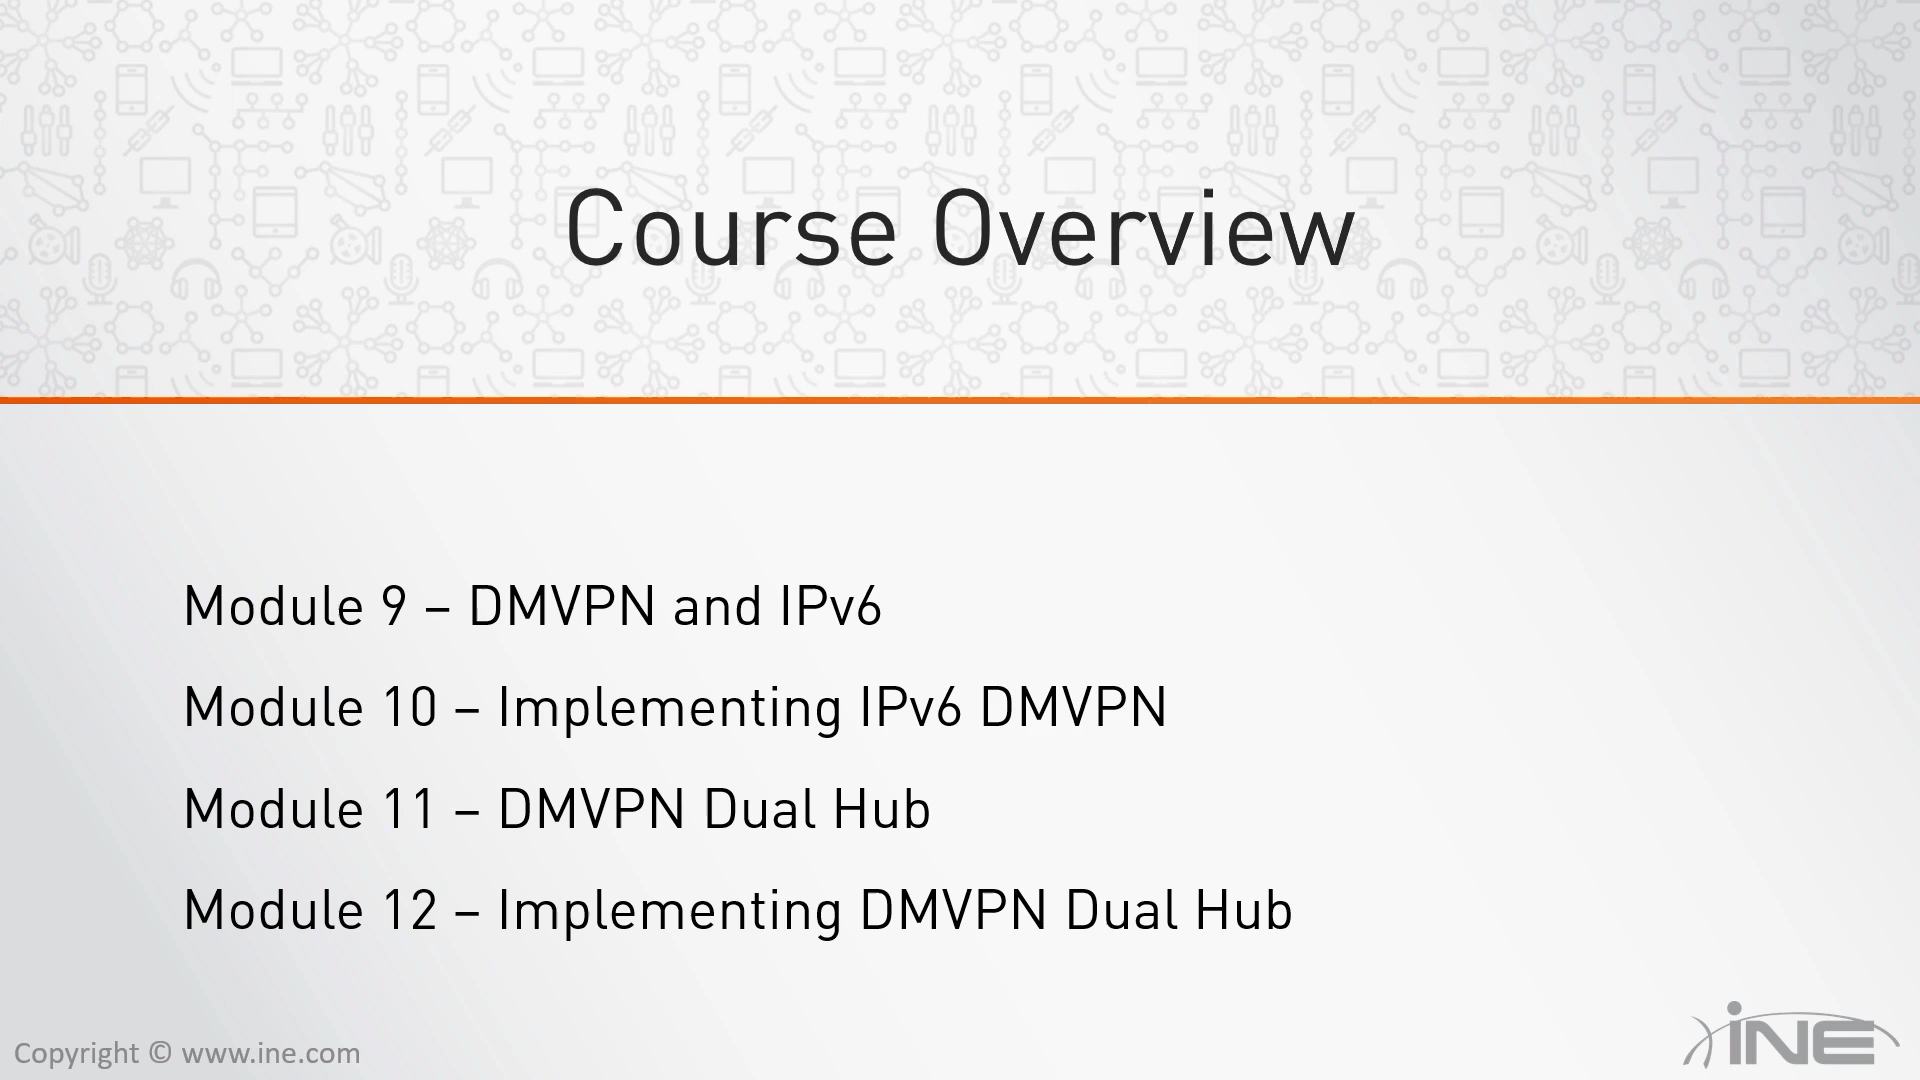 Course Overview
Module 9 – DMVPN and IPv6
Module 10 – Implementing IPv6 DMVPN
Module 11 – DMVPN Dual Hub
Module 12 – Implementing DMVPN Dual Hub
Copyright © www.ine.com
iNE